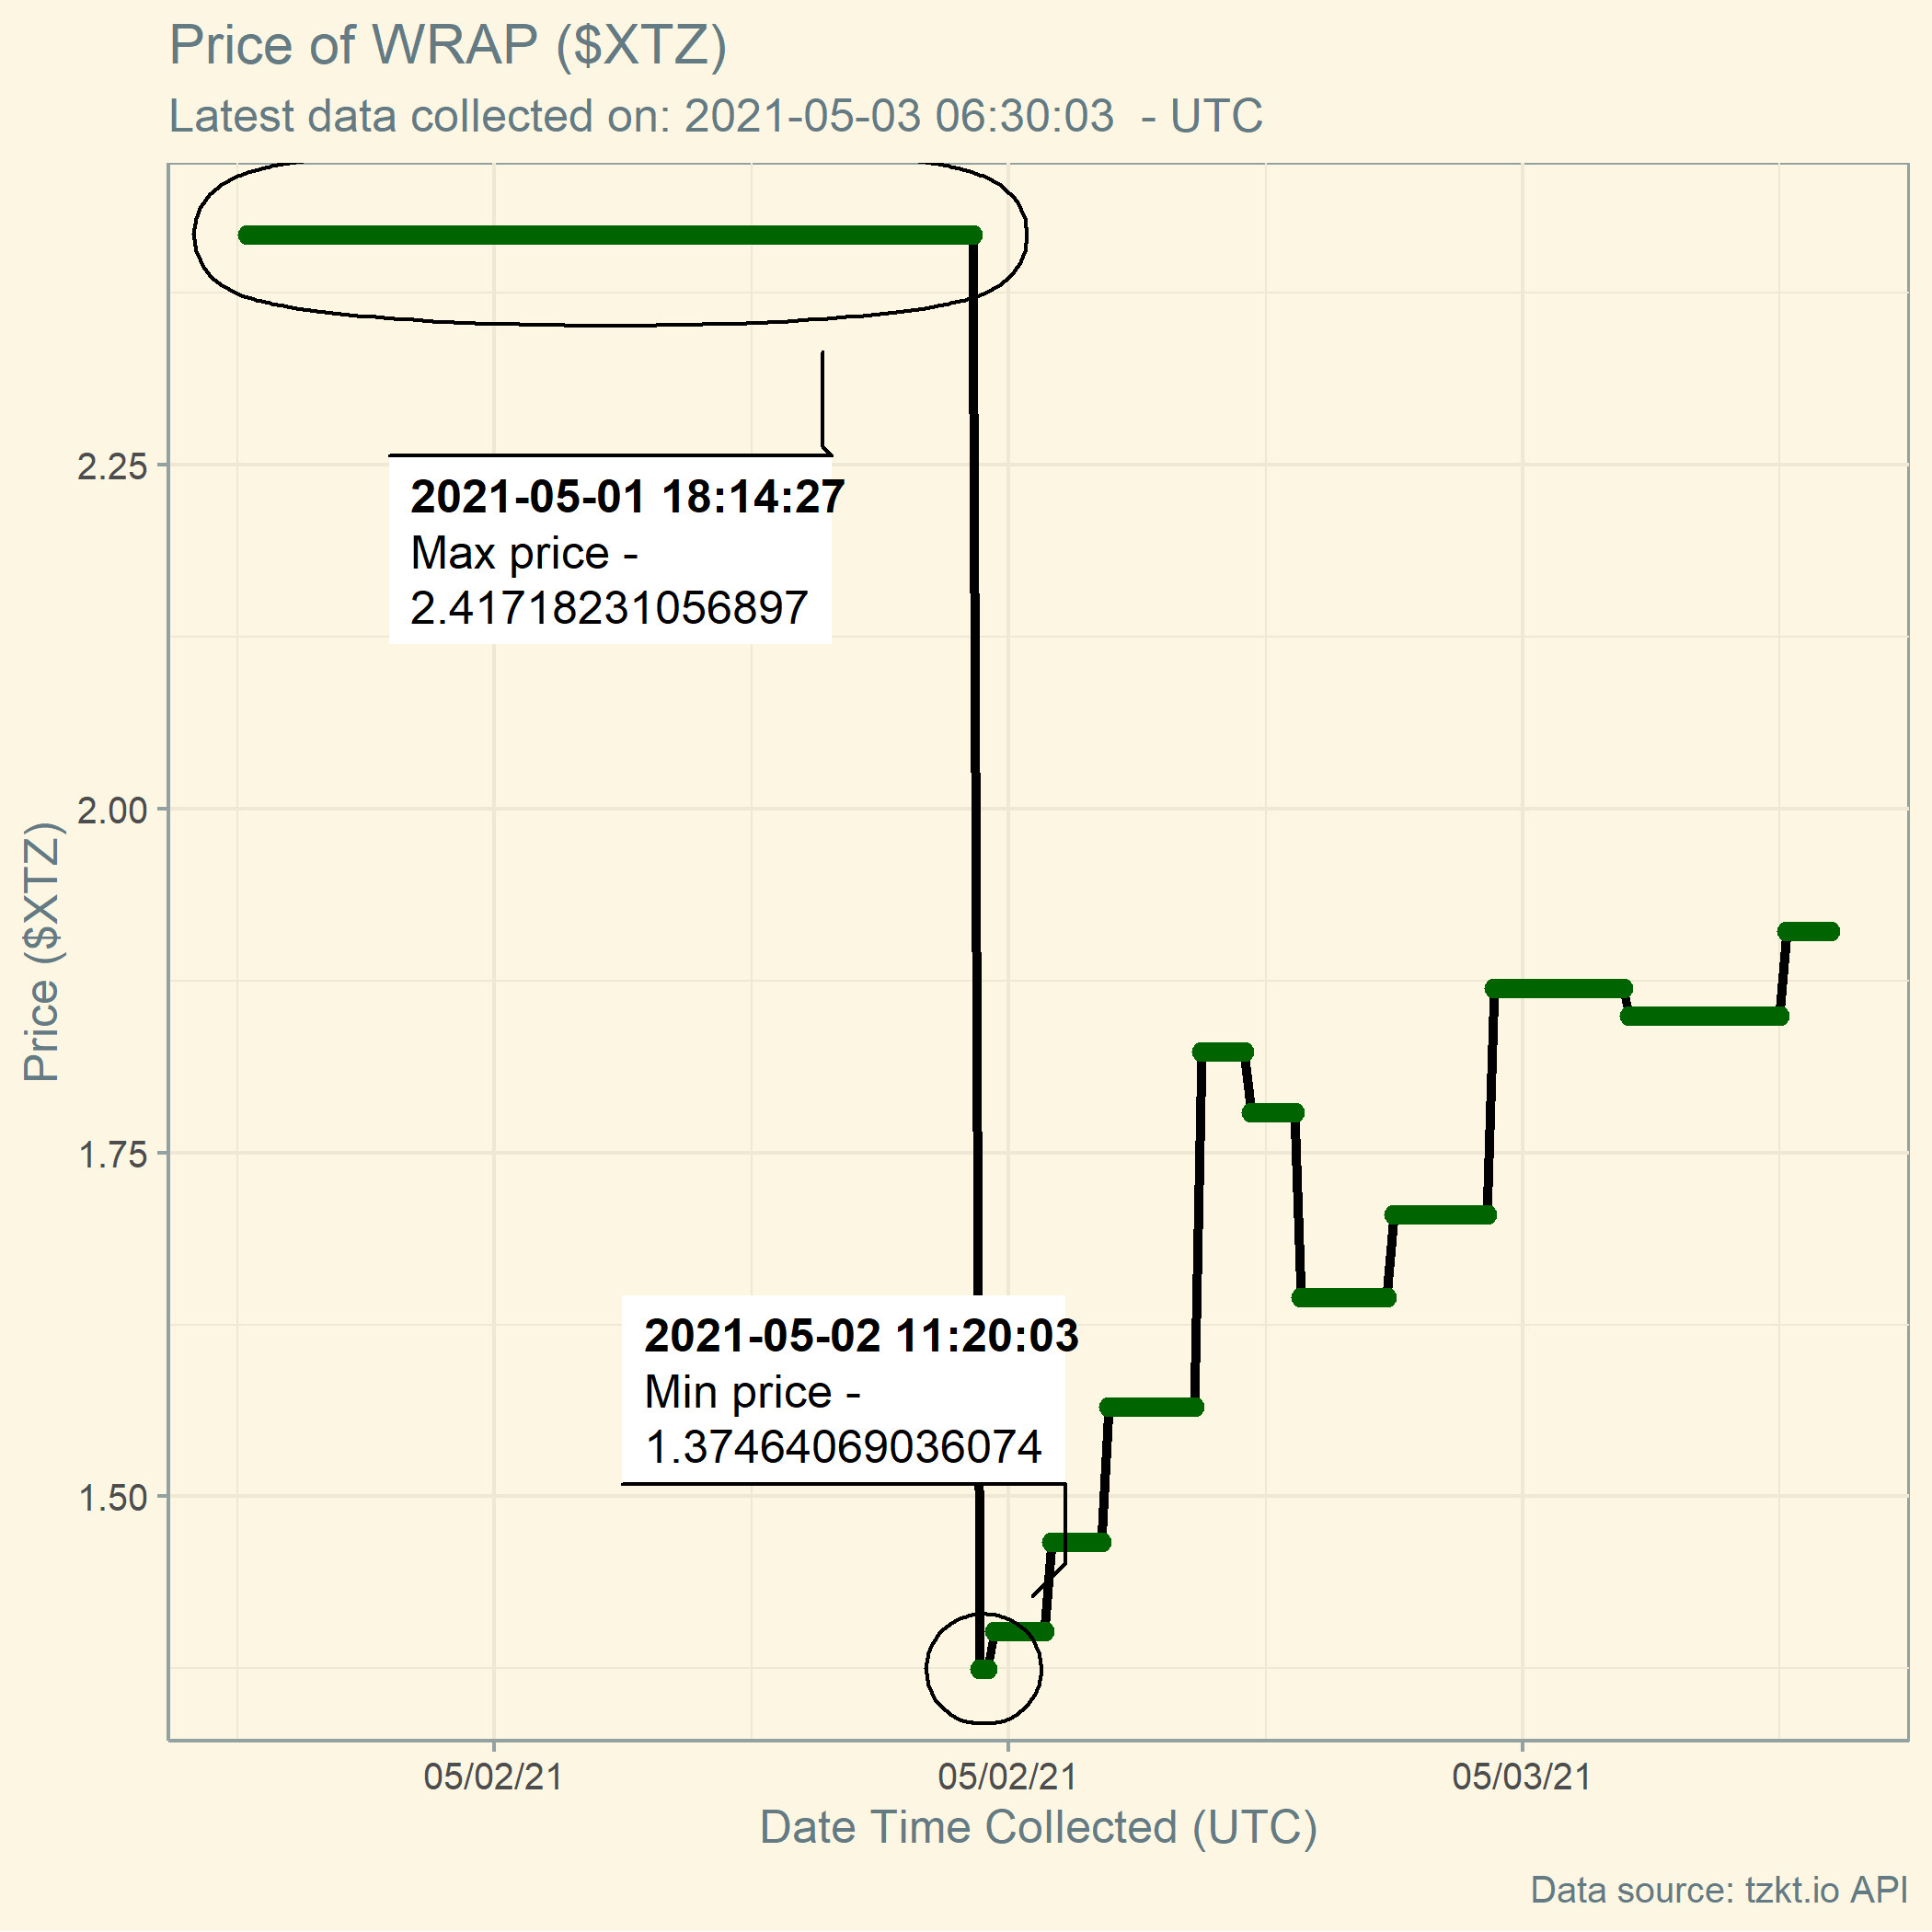 Price of WRAP ($XTZ)
Latest data collected on: 2021-05-03 06:30:03  - UTC
2.25
2.00
1.75
1.50
Price ($XTZ)
2021-05-01 18:14:27
Max price -
2.41718231056897
2021-05-02 11:20:03
Min price -
1.37464069036074
05/02/21
05/02/21
05/03/21
Date Time Collected (UTC)
Data source: tzkt.io API